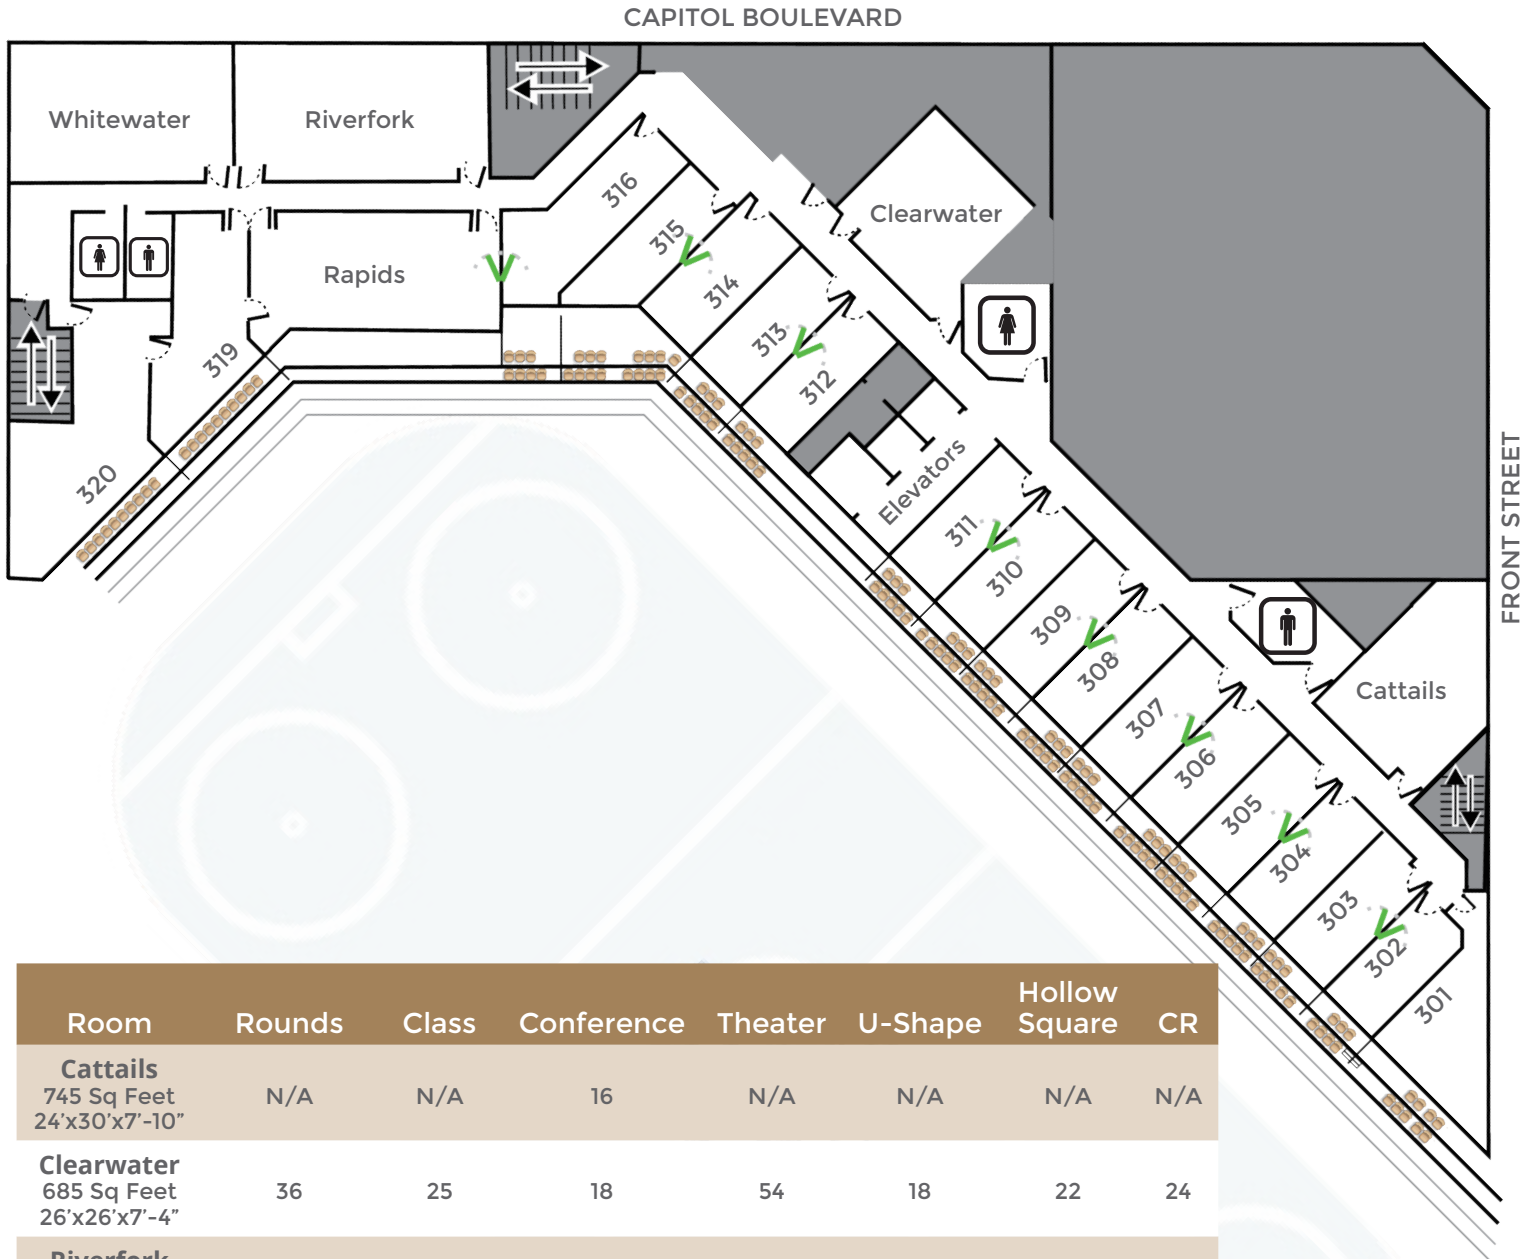 CAPITOL BOULEVARD
Whitewater
Riverfork
316
Clearwater
315
Rapids
314
313
319
312
320
Elevators
FRONT STREET
311
310
309
308
Cattails
307
306
305
304
303
302
301
Room Rounds Class Conference Theater U-Shape Hollow Square CR
Cattails
745 Sq Feet N/A N/A 16 N/A N/A N/A N/A
24'x30'x7'-10"
Clearwater
685 Sq Feet 36 25 18 54 18 22 24
26'x26'x7'-4"
Riverfork